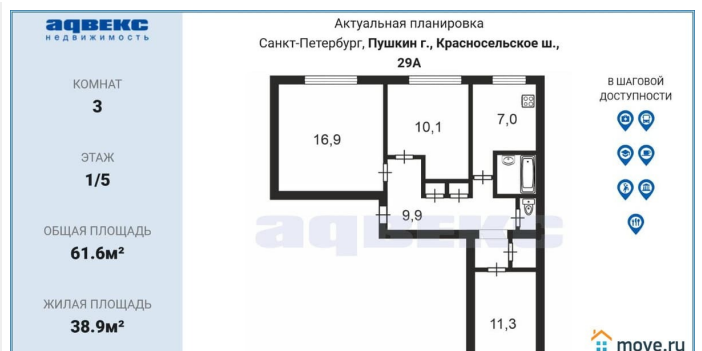 адвекс
недвижимость
КОМНАТ
3
ЭТАЖ
1/5
ОБЩАЯ ПЛОЩАДЬ
61.6м²
ЖИЛАЯ ПЛОЩАДЬ
38.9м²
Актуальная планировка
Санкт-Петербург, Пушкин г., Красносельское ш.,
29А
16,9
10,1
7,0
9,9
11,3
адвекс
В ШАГОВОЙ
ДОСТУПНОСТИ
move.ru